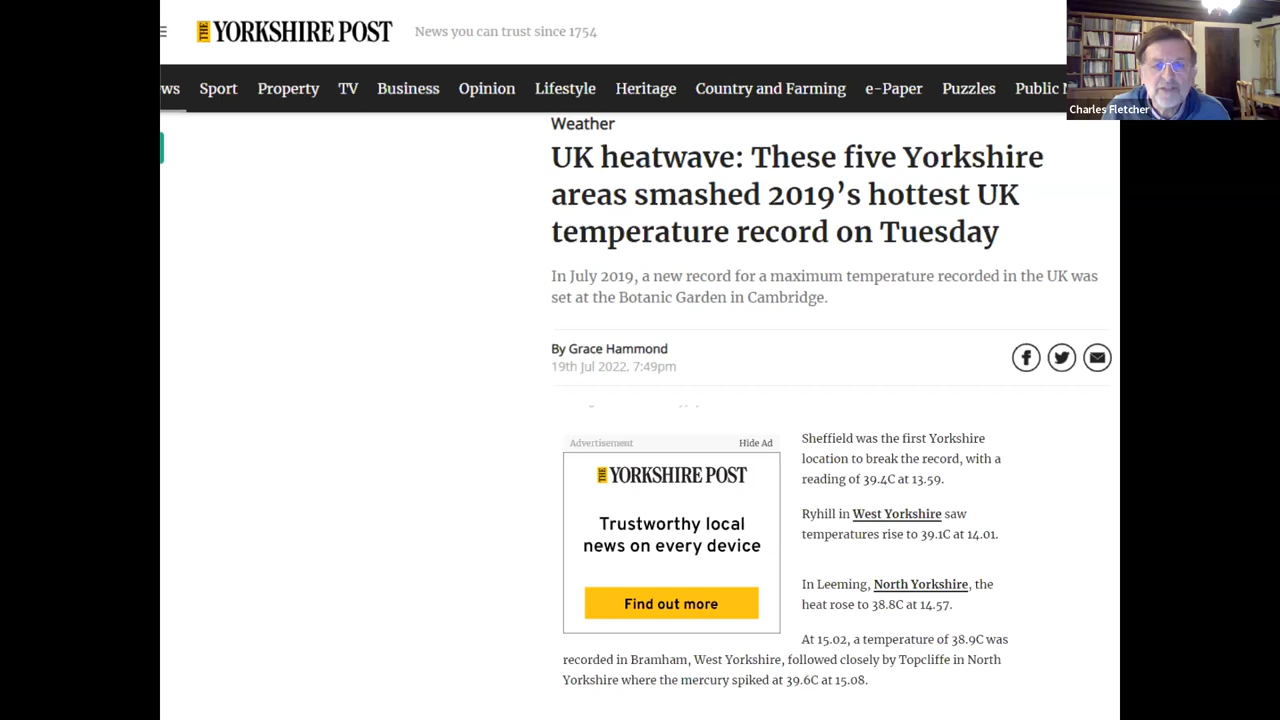 THE YORKSHIRE POST News you can trust since 1754
Charles Fletcher
ws Sport Property TV Business Opinion Lifestyle Heritage Country and Farming e-Paper Puzzles Public
Weather
UK heatwave: These five Yorkshire
areas smashed 2019’s hottest UK
temperature record on Tuesday
In July 2019, a new record for a maximum temperature recorded in the UK was
set at the Botanic Garden in Cambridge.
By Grace Hammond
19th Jul 2022, 7:49pm
Advertisement Hide Ad
THE YORKSHIRE POST
Trustworthy local
news on every device
Find out more
Sheffield was the first Yorkshire
location to break the record, with a
reading of 39.4C at 13.59.
Ryhill in West Yorkshire saw
temperatures rise to 39.1C at 14.01.
In Leeming, North Yorkshire, the
heat rose to 38.8C at 14.57.
At 15.02, a temperature of 38.9C was
recorded in Bramham, West Yorkshire, followed closely by Topcliffe in North
Yorkshire where the mercury spiked at 39.6C at 15.08.